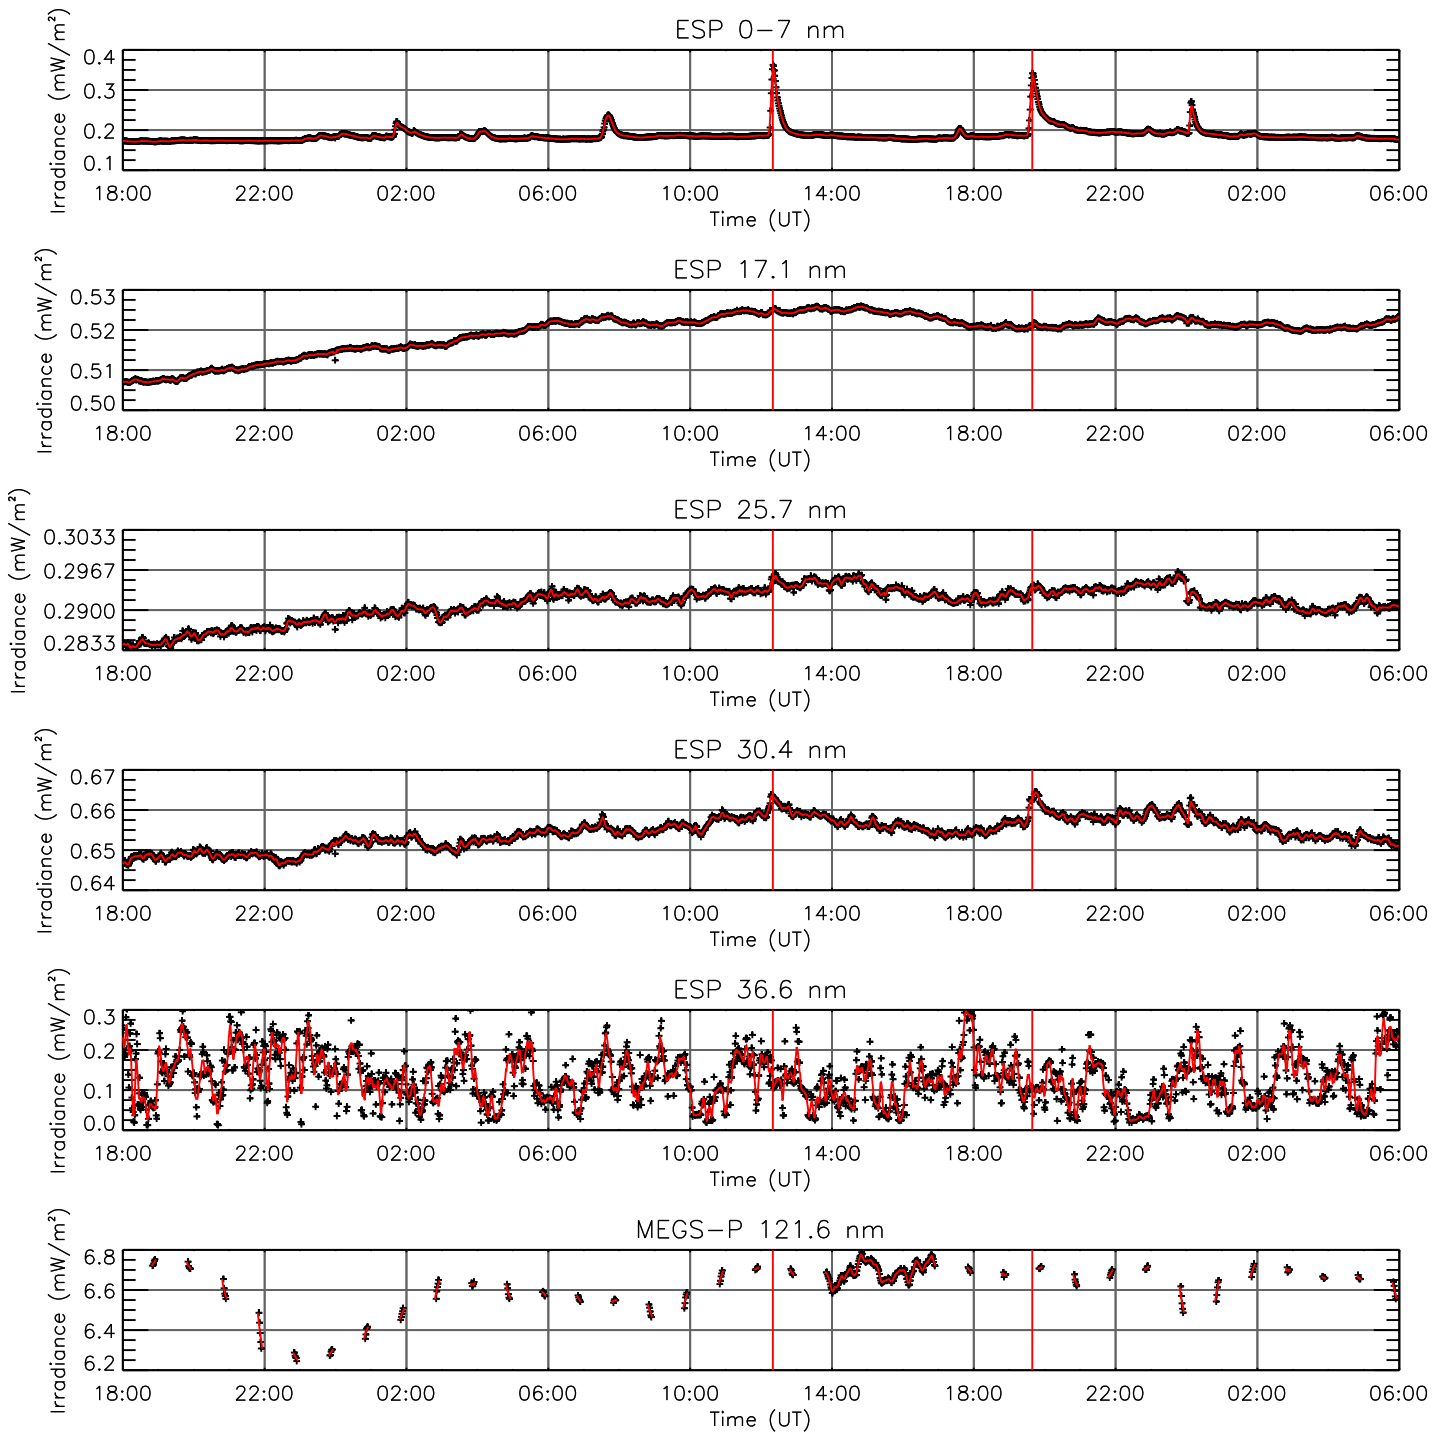 ESP 0-7 nm
Irradiance (mW/m²)
0.4
0.3
0.2
0.1
18:00 22:00 02:00 06:00 10:00 14:00 18:00 22:00 02:00 06:00
Time (UT)
ESP 17.1 nm
Irradiance (mW/m²)
0.53
0.52
0.51
0.50
18:00 22:00 02:00 06:00 10:00 14:00 18:00 22:00 02:00 06:00
Time (UT)
ESP 25.7 nm
Irradiance (mW/m²)
0.3033
0.2967
0.2900
0.2833
18:00 22:00 02:00 06:00 10:00 14:00 18:00 22:00 02:00 06:00
Time (UT)
ESP 30.4 nm
Irradiance (mW/m²)
0.67
0.66
0.65
0.64
18:00 22:00 02:00 06:00 10:00 14:00 18:00 22:00 02:00 06:00
Time (UT)
ESP 36.6 nm
Irradiance (mW/m²)
0.3
0.2
0.1
0.0
18:00 22:00 02:00 06:00 10:00 14:00 18:00 22:00 02:00 06:00
Time (UT)
MEGS-P 121.6 nm
Irradiance (mW/m²)
6.8
6.6
6.4
6.2
18:00 22:00 02:00 06:00 10:00 14:00 18:00 22:00 02:00 06:00
Time (UT)